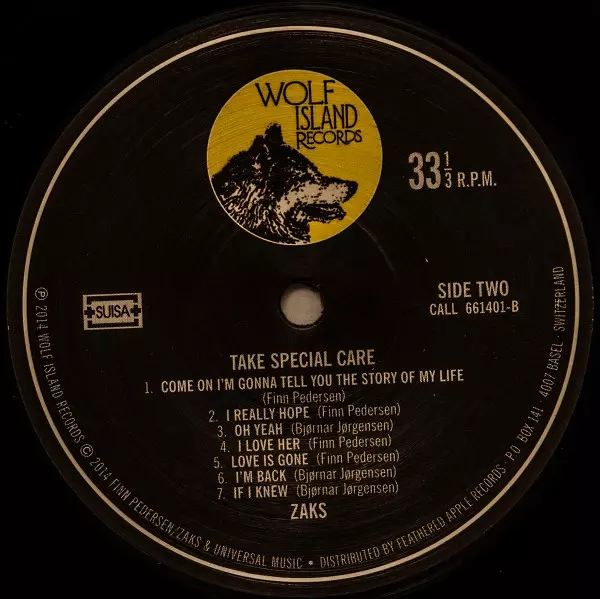 WOLF
ISLAND
RECORDS
33 1/3 R.P.M.
SUISA
SIDE TWO
CALL 661401-B
TAKE SPECIAL CARE
1. COME ON I'M GONNA TELL YOU THE STORY OF MY LIFE
(Finn Pedersen)
2. I REALLY HOPE (Finn Pedersen)
3. OH YEAH (Bjørnar Jørgensen)
4. I LOVE HER (Finn Pedersen)
5. LOVE IS GONE (Finn Pedersen)
6. I'M BACK (Bjørnar Jørgensen)
7. IF I KNEW (Bjørnar Jørgensen)
ZAKS
℗ 2014 WOLF ISLAND RECORDS © 2014 FINN PEDERSEN/ZAKS & UNIVERSAL MUSIC • DISTRIBUTED BY FEATHERED APPLE RECORDS • PO BOX 141 · 4007 BASEL · SWITZERLAND